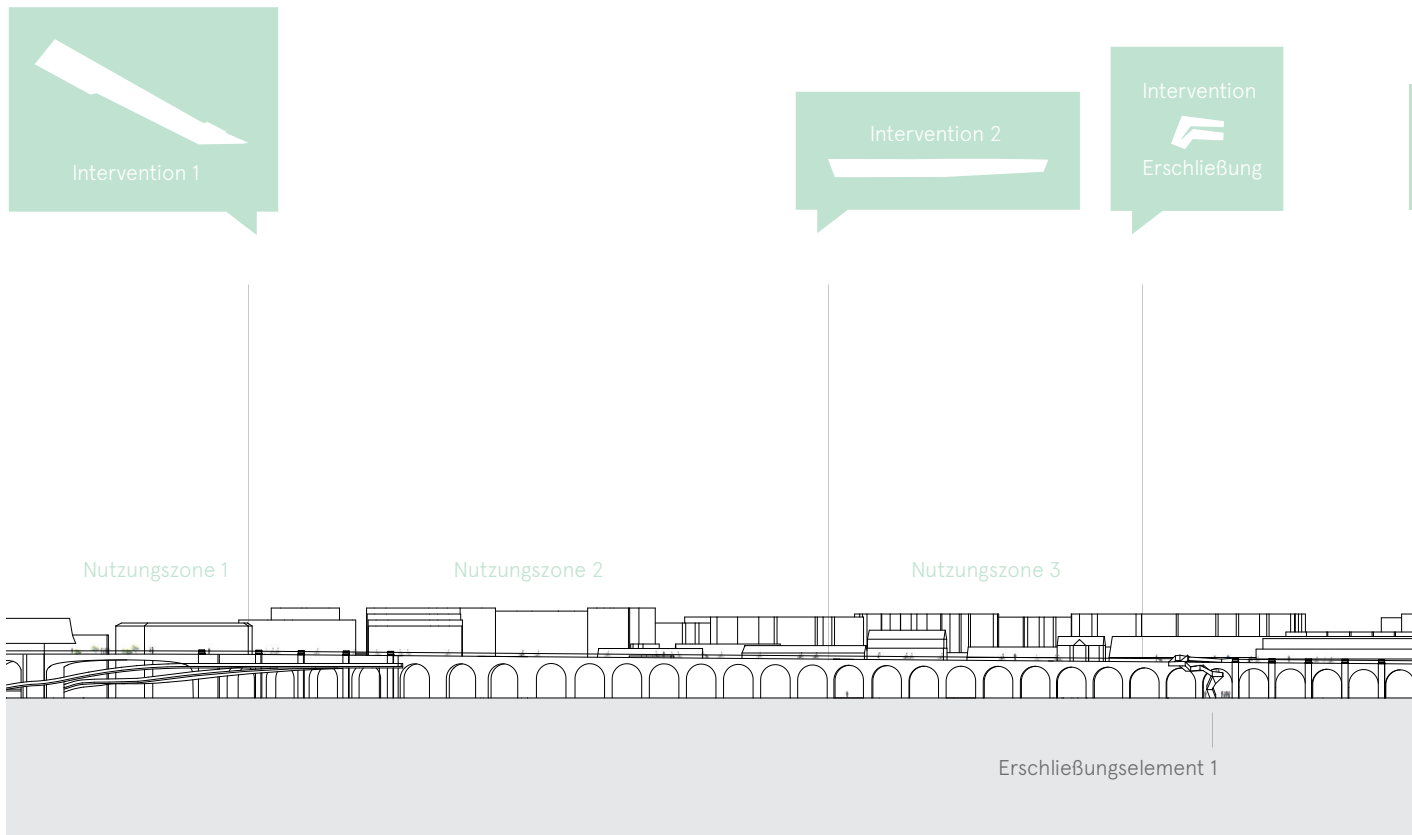 Intervention 1
Intervention 2
Intervention
Erschließung
Nutzungszone 1
Nutzungszone 2
Nutzungszone 3
Erschließungselement 1